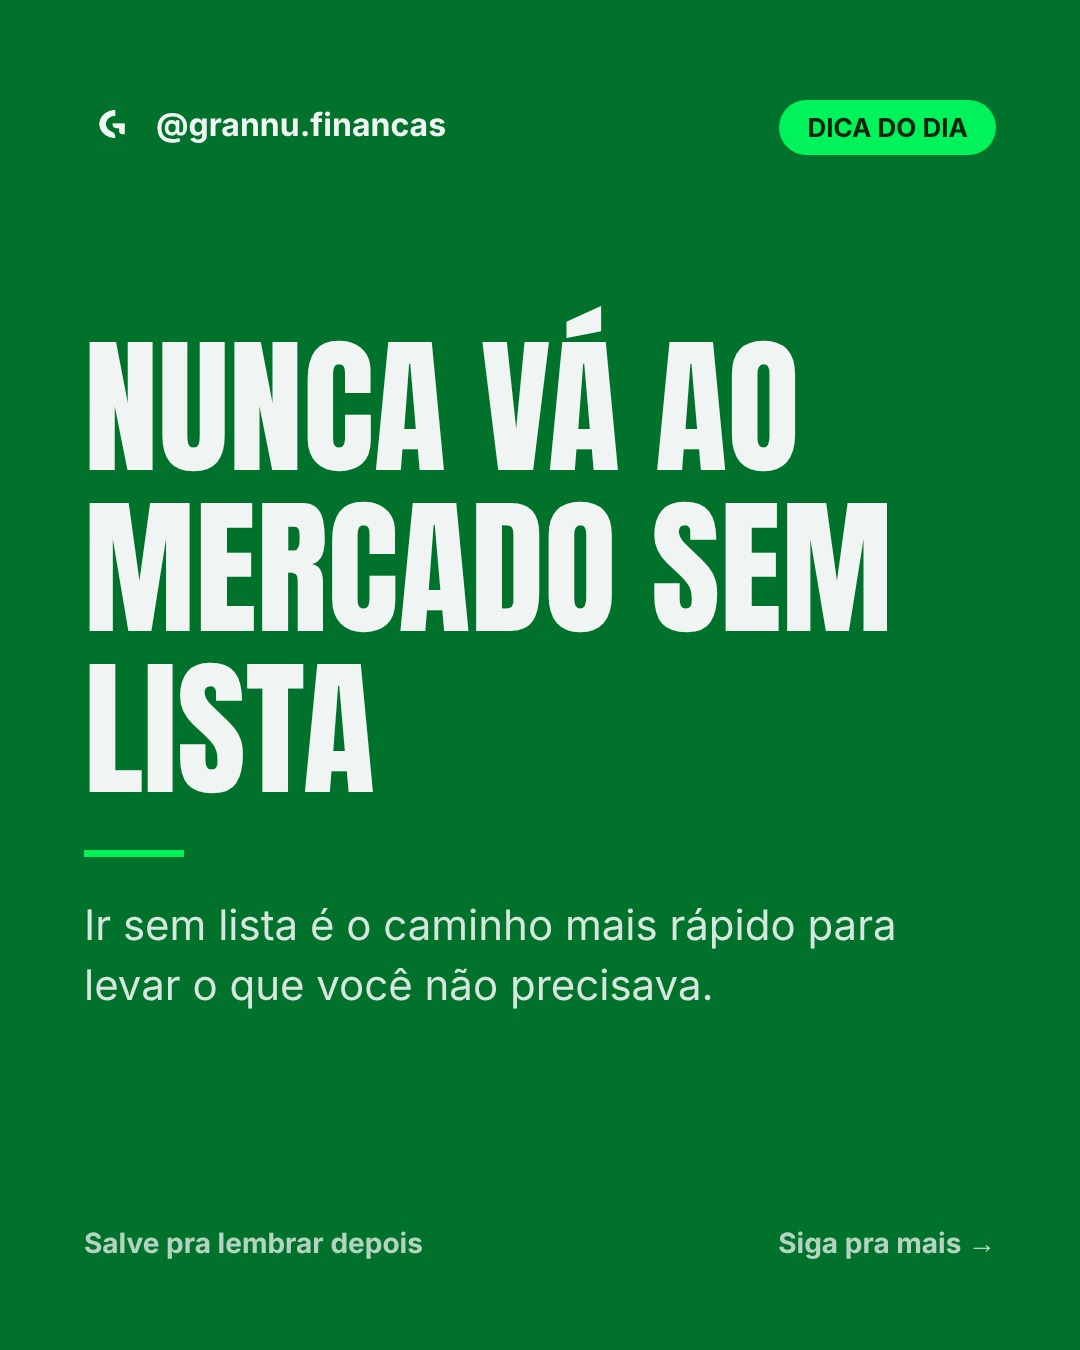 @grannu.financas
DICA DO DIA
NUNCA VÁ AO
MERCADO SEM
LISTA
Ir sem lista é o caminho mais rápido para
levar o que você não precisava.
Salve pra lembrar depois
Siga pra mais →